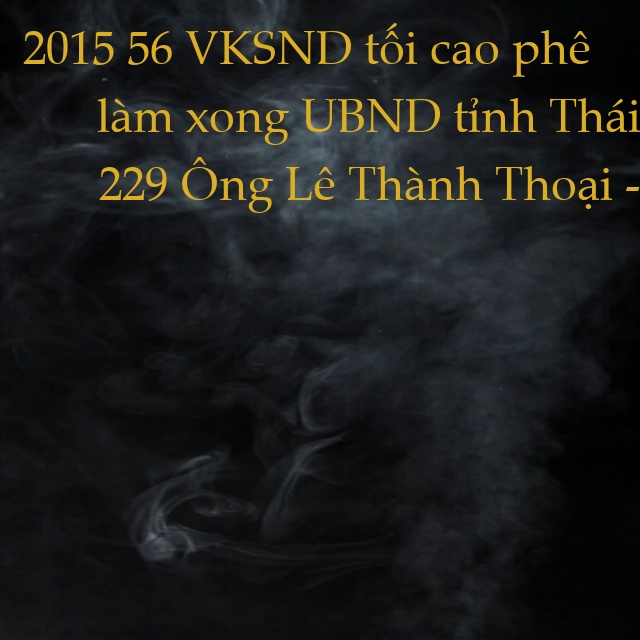 2015 56 VKSND tối cao phê
làm xong UBND tỉnh Thái
229 Ông Lê Thành Thoại -